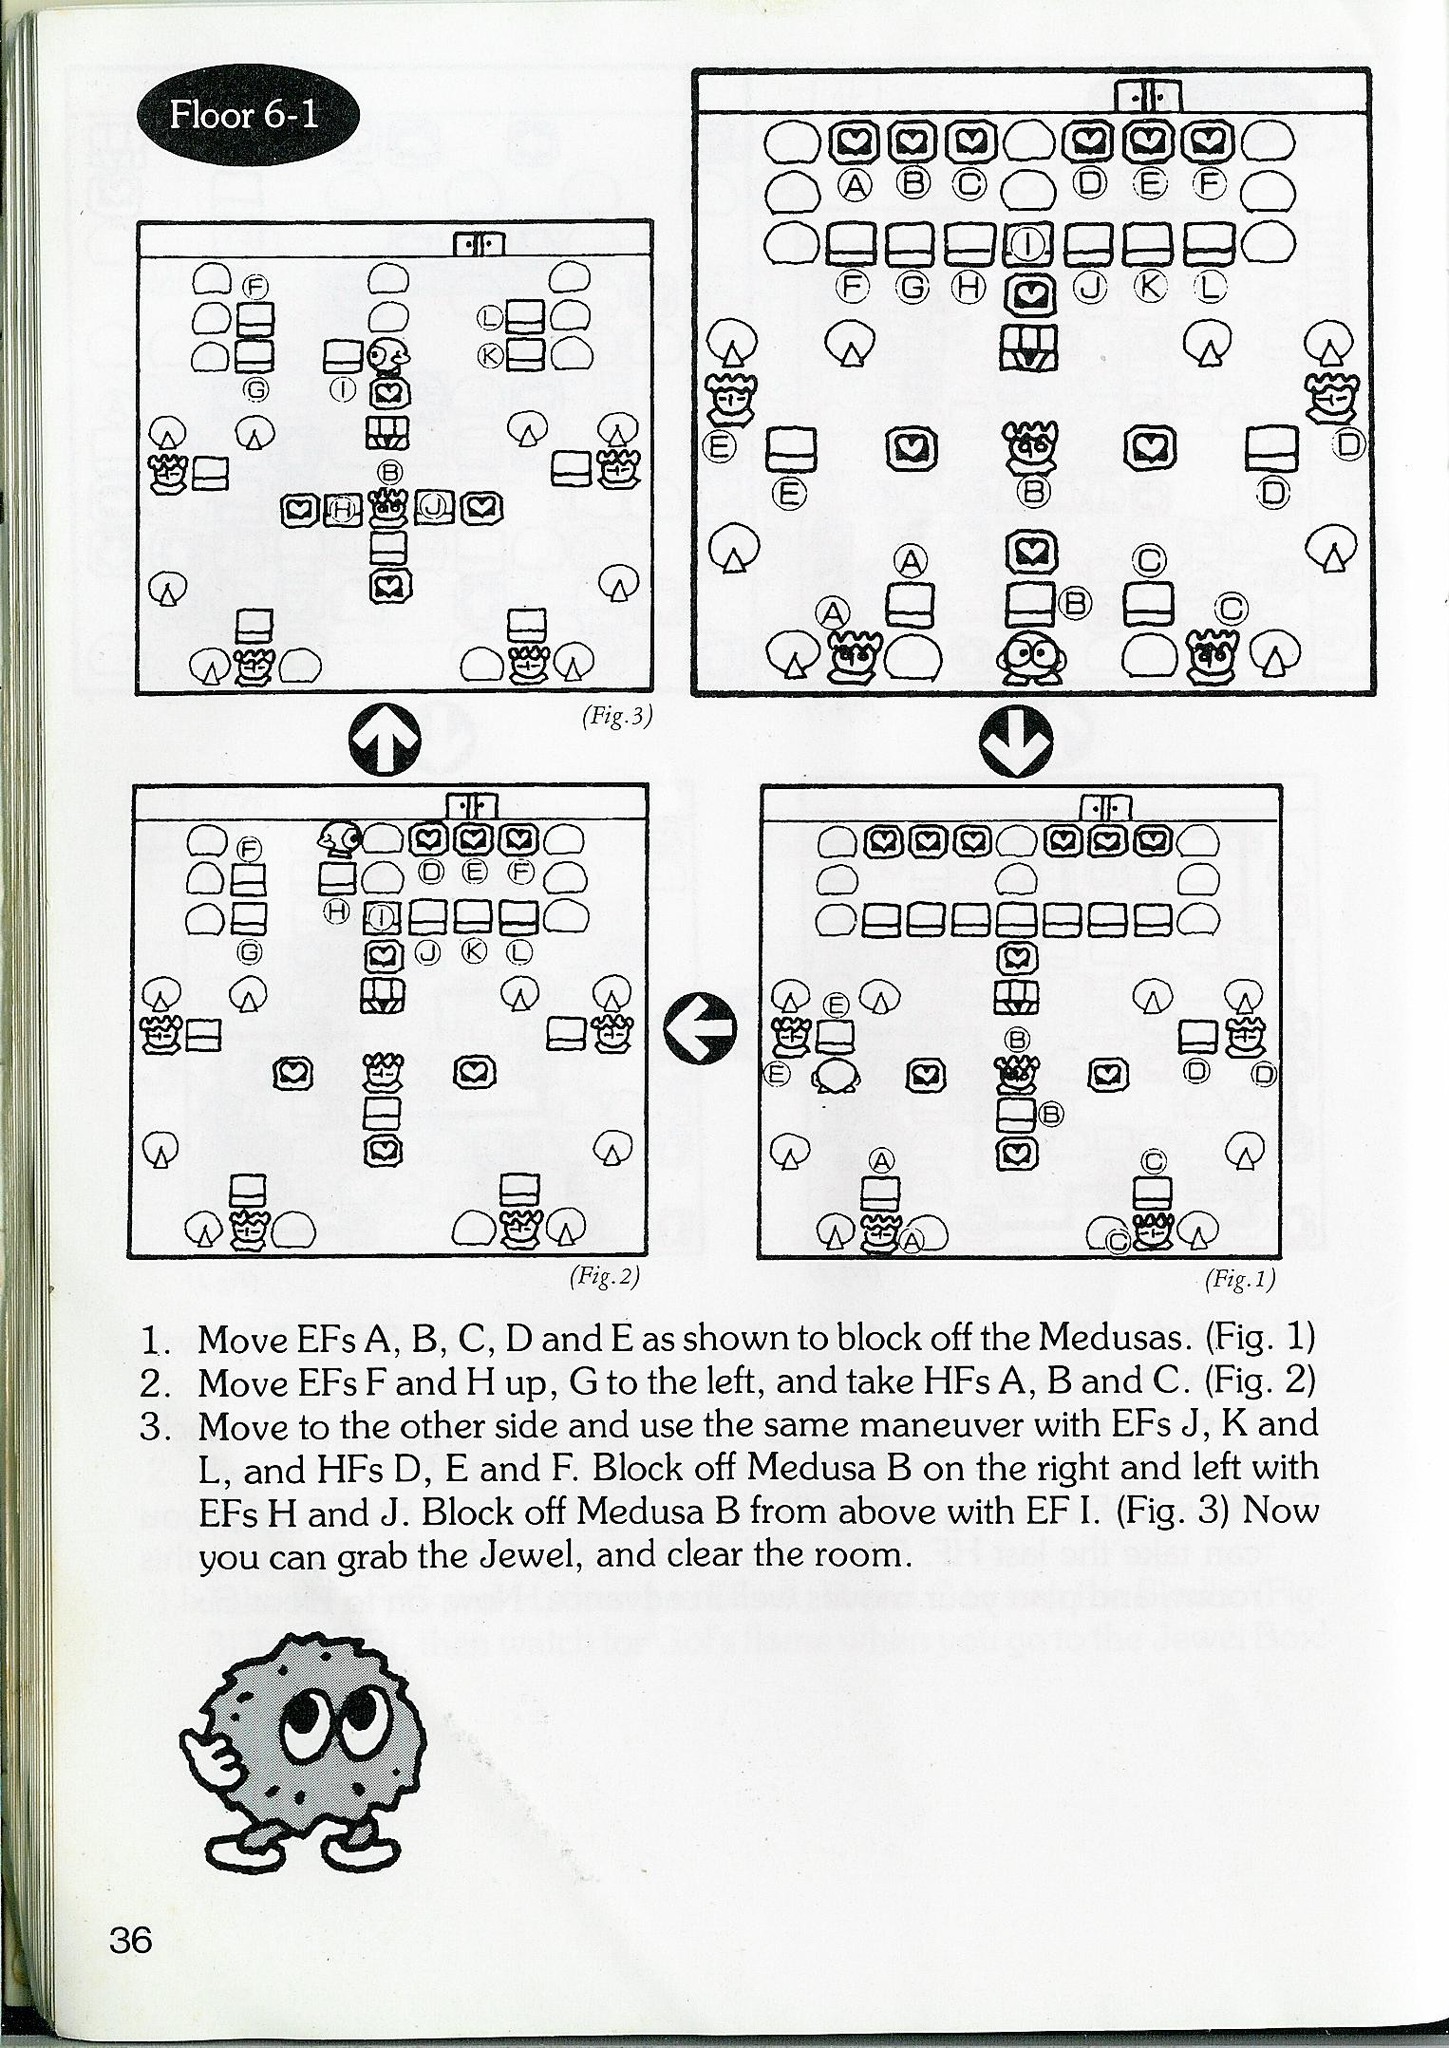 Floor 6-1
A B C D E F
I
F G H J K L
E B D
E D
A C
A B C
F
L
K
G I
B
H J
(Fig.3)
F
D E F
H I
G J K L
(Fig.2)
E
B
E D D
B
A C
A C
(Fig.1)
1. Move EFs A, B, C, D and E as shown to block off the Medusas. (Fig. 1)
2. Move EFs F and H up, G to the left, and take HFs A, B and C. (Fig. 2)
3. Move to the other side and use the same maneuver with EFs J, K and
L, and HFs D, E and F. Block off Medusa B on the right and left with
EFs H and J. Block off Medusa B from above with EF I. (Fig. 3) Now
you can grab the Jewel, and clear the room.
36